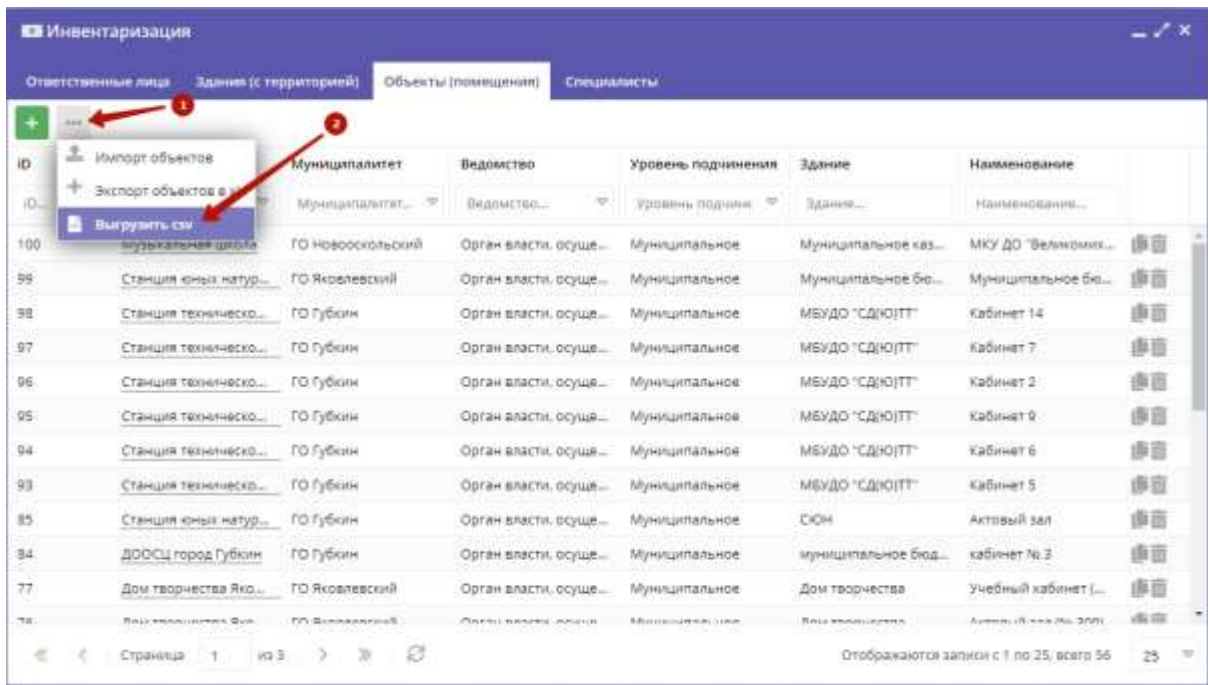 Инвентаризация
Ответственные лица Здания (с территорией) Объекты (помещения) Специалисты
1
2
Импорт объектов
Экспорт объектов в
Выгрузить csv
ID Муниципалитет Ведомство Уровень подчинения Здание Наименование
ID... Муниципалитет... Ведомство... Уровень подчине Здание... Наименование...
100 Музыкальная школа ГО Новооскольский Орган власти, осуще... Муниципальное Муниципальное каз... МКУ ДО "Великомих...
99 Станция юных натур... ГО Яковлевский Орган власти, осуще... Муниципальное Муниципальное бю... Муниципальное бю...
98 Станция техническо... ГО Губкин Орган власти, осуще... Муниципальное МБУДО "СД(Ю)ТТ" Кабинет 14
97 Станция техническо... ГО Губкин Орган власти, осуще... Муниципальное МБУДО "СД(Ю)ТТ" Кабинет 7
96 Станция техническо... ГО Губкин Орган власти, осуще... Муниципальное МБУДО "СД(Ю)ТТ" Кабинет 2
95 Станция техническо... ГО Губкин Орган власти, осуще... Муниципальное МБУДО "СД(Ю)ТТ" Кабинет 9
94 Станция техническо... ГО Губкин Орган власти, осуще... Муниципальное МБУДО "СД(Ю)ТТ" Кабинет 6
93 Станция техническо... ГО Губкин Орган власти, осуще... Муниципальное МБУДО "СД(Ю)ТТ" Кабинет 5
85 Станция юных натур... ГО Губкин Орган власти, осуще... Муниципальное СЮН Актовый зал
84 ДООСЦ город Губкин ГО Губкин Орган власти, осуще... Муниципальное муниципальное бюд... кабинет № 3
77 Дом творчества Яко... ГО Яковлевский Орган власти, осуще... Муниципальное Дом творчества Учебный кабинет (...
Страница 1 из 3 Отображаются записи с 1 по 25, всего 56 25